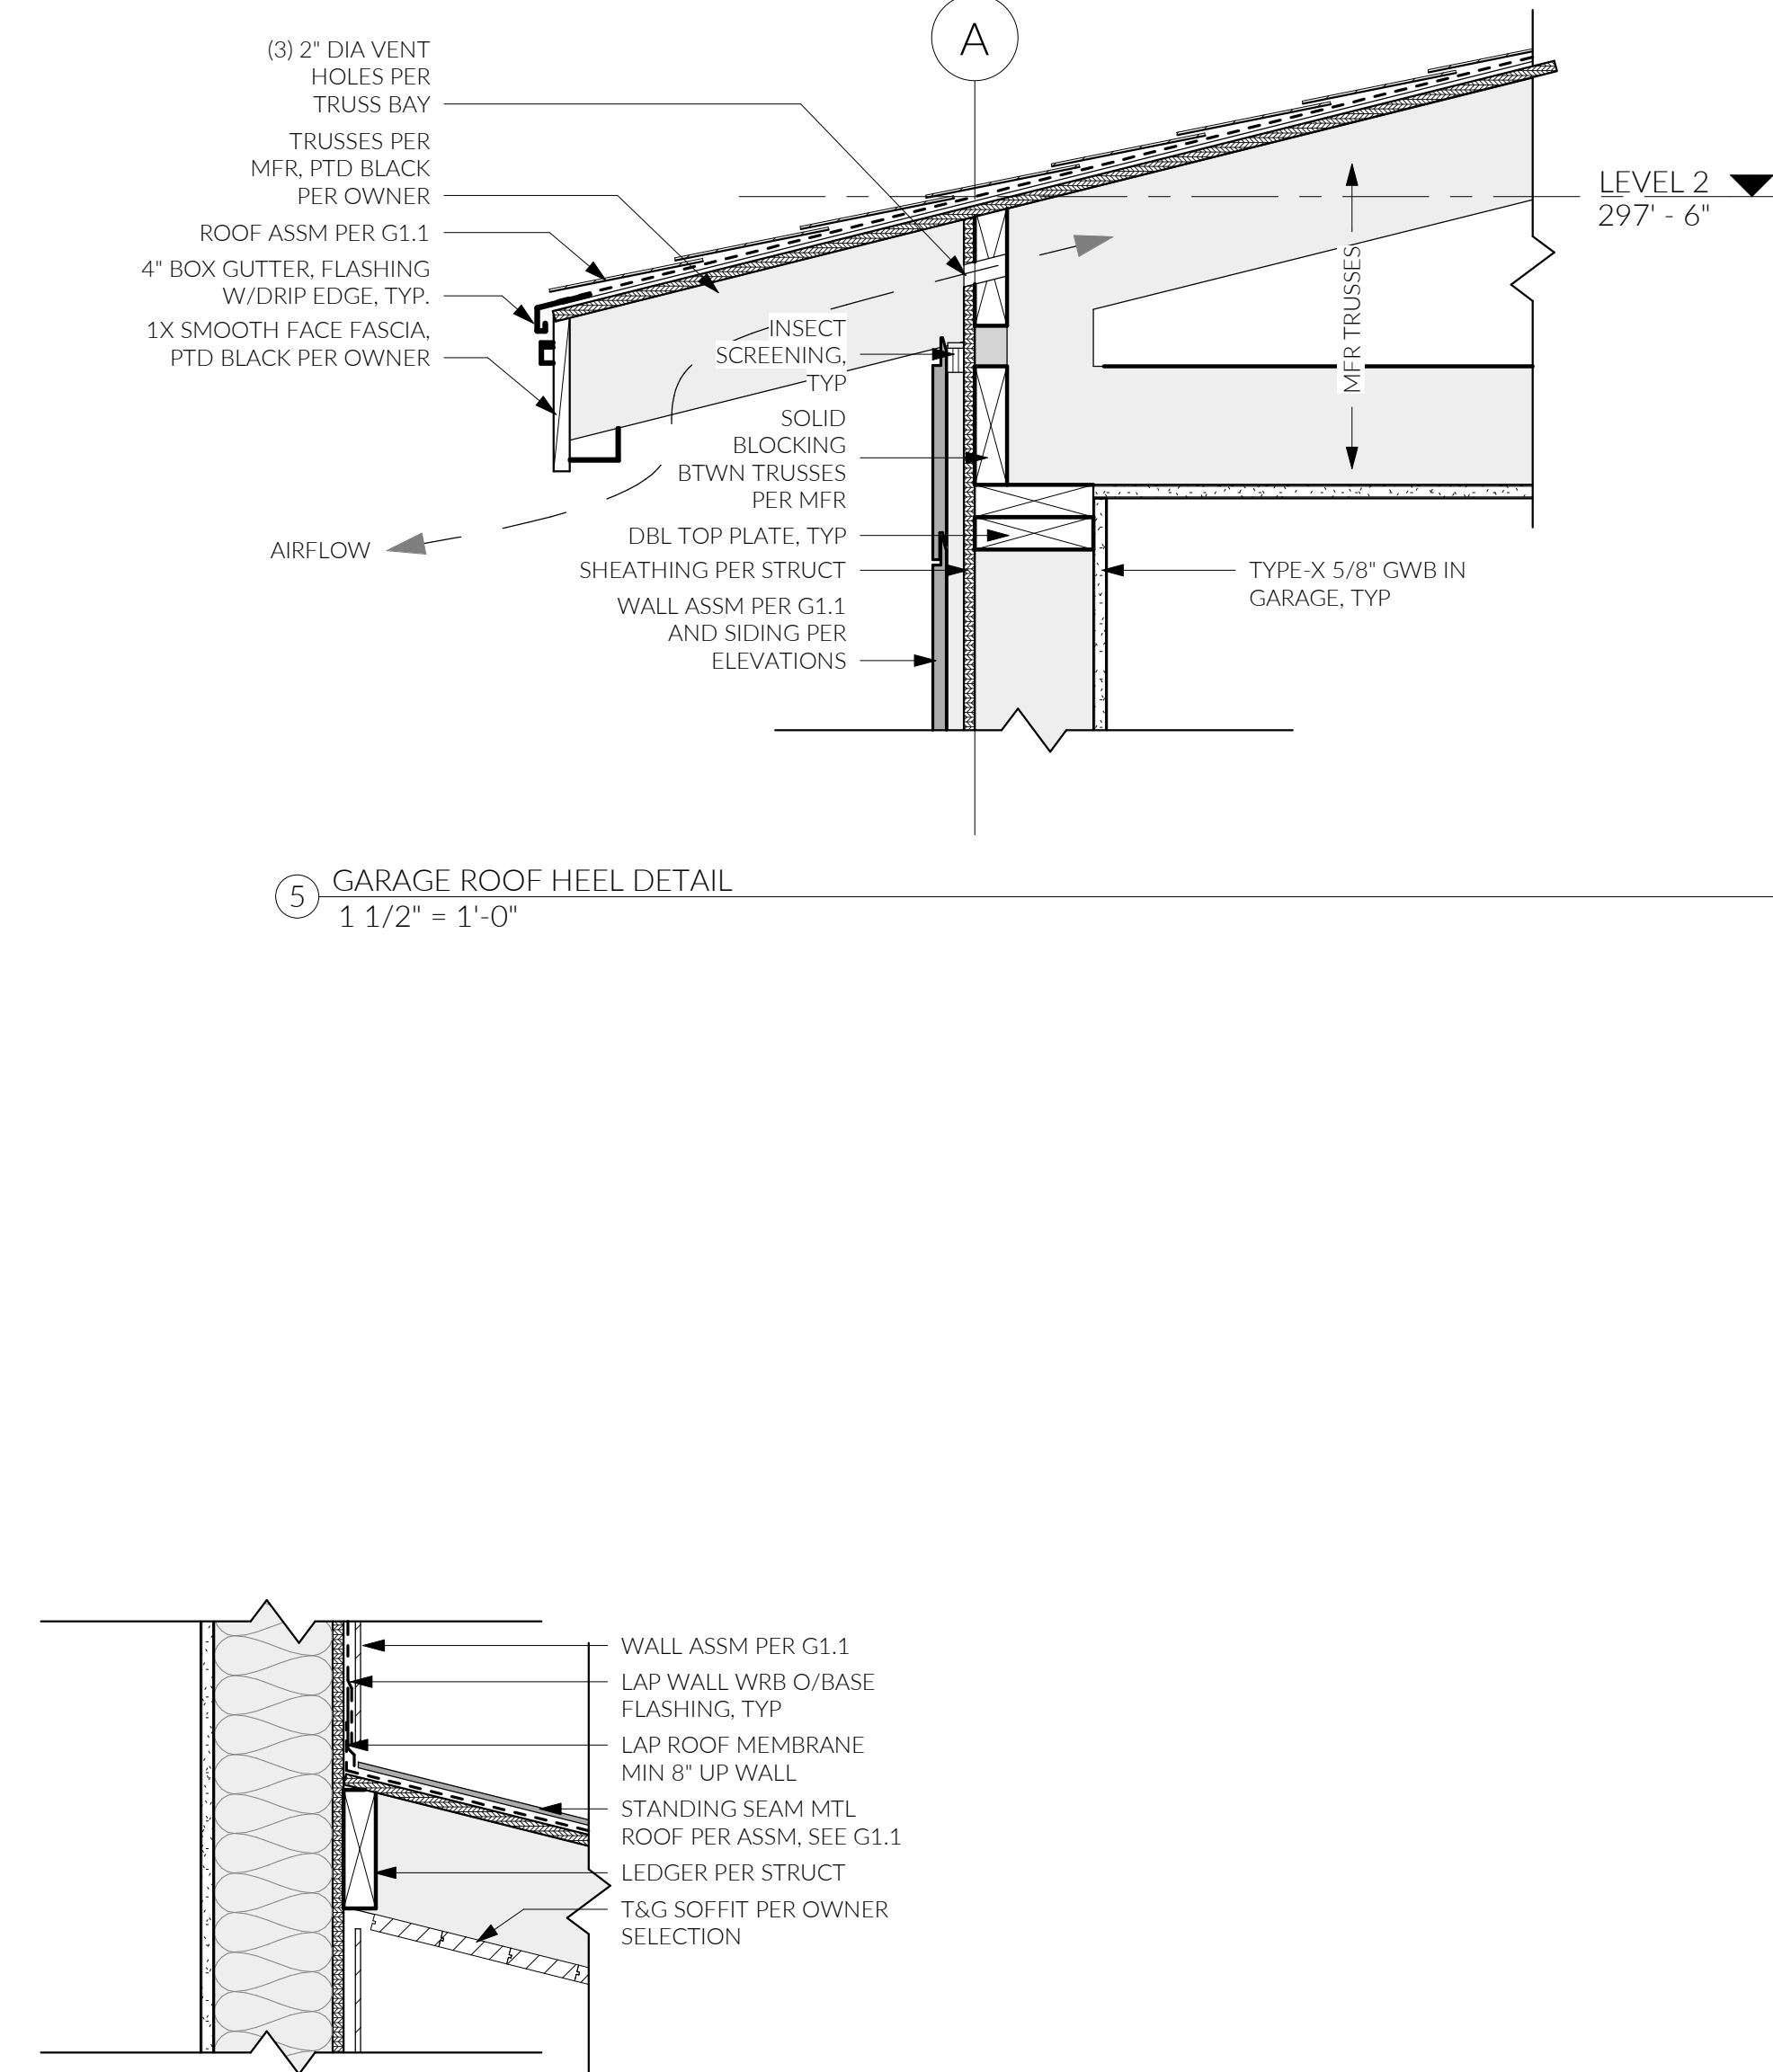 A
(3) 2" DIA VENT
HOLES PER
TRUSS BAY
TRUSSES PER
MFR, PTD BLACK
PER OWNER
ROOF ASSM PER G1.1
4" BOX GUTTER, FLASHING
W/DRIP EDGE, TYP.
1X SMOOTH FACE FASCIA,
PTD BLACK PER OWNER
AIRFLOW
INSECT
SCREENING,
TYP
SOLID
BLOCKING
BTWN TRUSSES
PER MFR
DBL TOP PLATE, TYP
SHEATHING PER STRUCT
WALL ASSM PER G1.1
AND SIDING PER
ELEVATIONS
MFR TRUSSES
LEVEL 2
297' - 6"
TYPE-X 5/8" GWB IN
GARAGE, TYP
5
GARAGE ROOF HEEL DETAIL
1 1/2" = 1'-0"
WALL ASSM PER G1.1
LAP WALL WRB O/BASE
FLASHING, TYP
LAP ROOF MEMBRANE
MIN 8" UP WALL
STANDING SEAM MTL
ROOF PER ASSM, SEE G1.1
LEDGER PER STRUCT
T&G SOFFIT PER OWNER
SELECTION